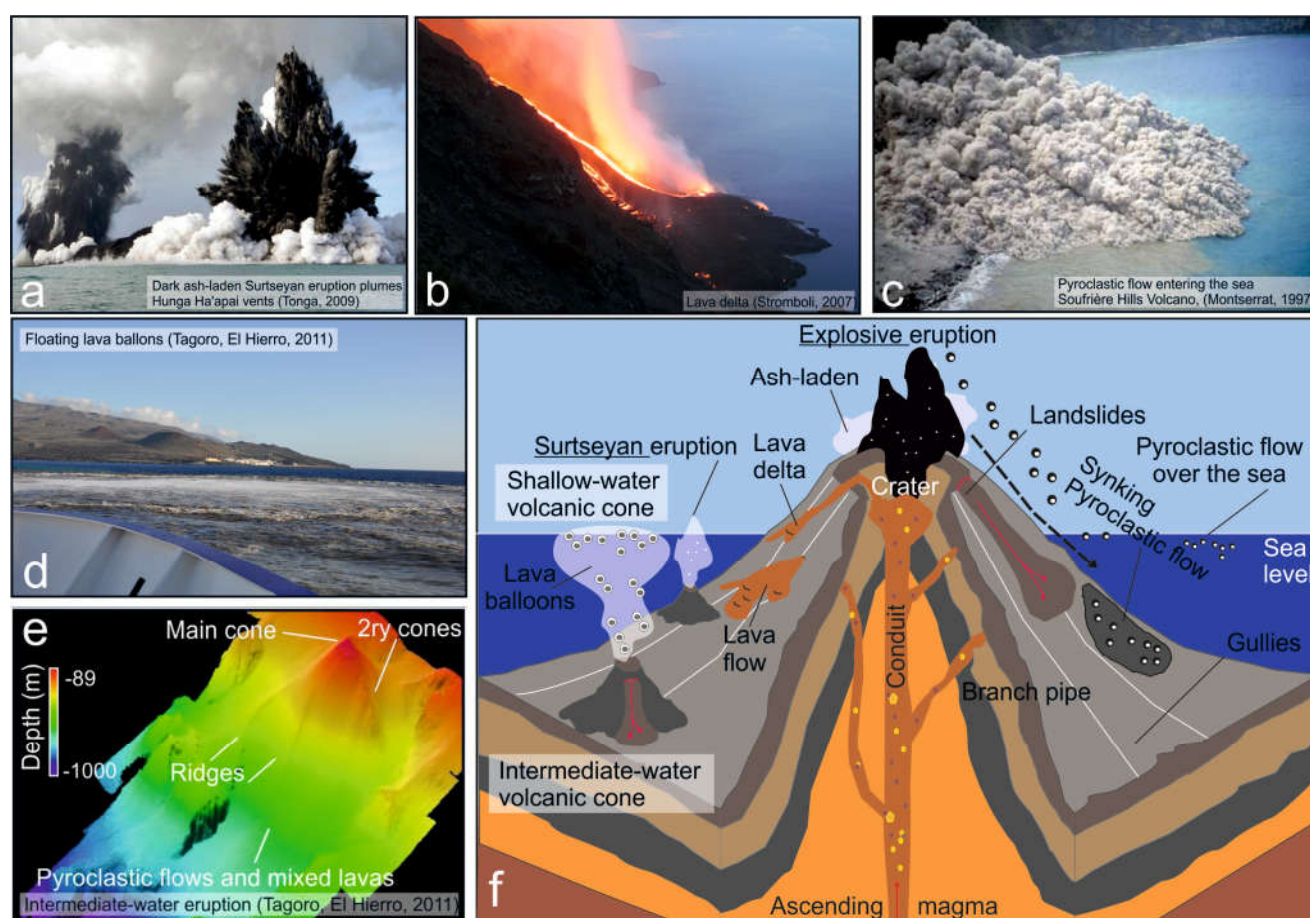 Dark ash-laden Surtseyan eruption plumes
Hunga Ha'apai vents (Tonga, 2009)
a
b
Lava delta (Stromboli, 2007)
c
Pyroclastic flow entering the sea
Soufrière Hills Volcano, (Montserrat, 1997
Floating lava ballons (Tagoro, El Hierro, 2011)
d
e
Main cone
2ry cones
Depth (m)
-89
-1000
Ridges
Pyroclastic flows and mixed lavas
Intermediate-water eruption (Tagoro, El Hierro, 2011)
Explosive eruption
Ash-laden
Landslides
Surtseyan eruption
Lava
delta
Pyroclastic flow
over the sea
Shallow-water
volcanic cone
Crater
Synking
Pyroclastic flow
Sea
level
Lava
balloons
Lava
flow
Conduit
Gullies
Branch pipe
Intermediate-water
volcanic cone
f
Ascending magma